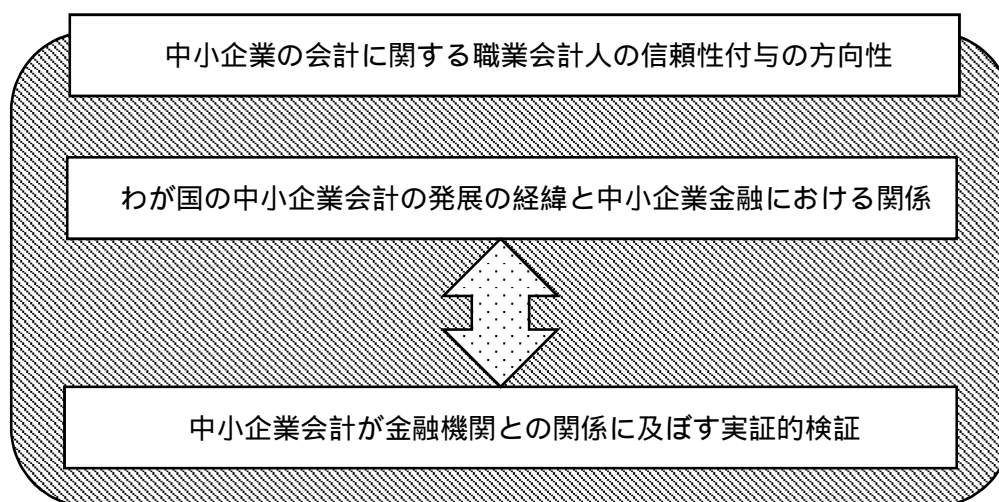 中小企業の会計に関する職業会計人の信頼性付与の方向性
わが国の中小企業会計の発展の経緯と中小企業金融における関係
中小企業会計が金融機関との関係に及ぼす実証的検証